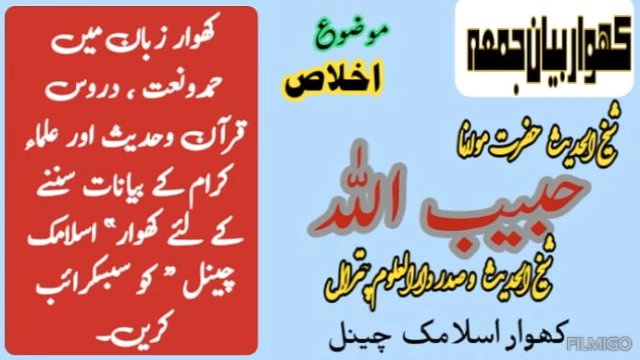 کھوار بیان جمعہ
موضوع
اخلاص
شیخ الحدیث حضرت مولانا
حبیب اللہ
شیخ الحدیث و صدر دارالعلوم چترال
کھوار اسلامک چینل
کھوار زبان میں
حمد ونعت ، دروس
قرآن وحدیث اور علماء
کرام کے بیانات سننے
کے لئے کھوار" اسلامک
چینل " کو سبسکرائب
کریں۔
FILMIGO